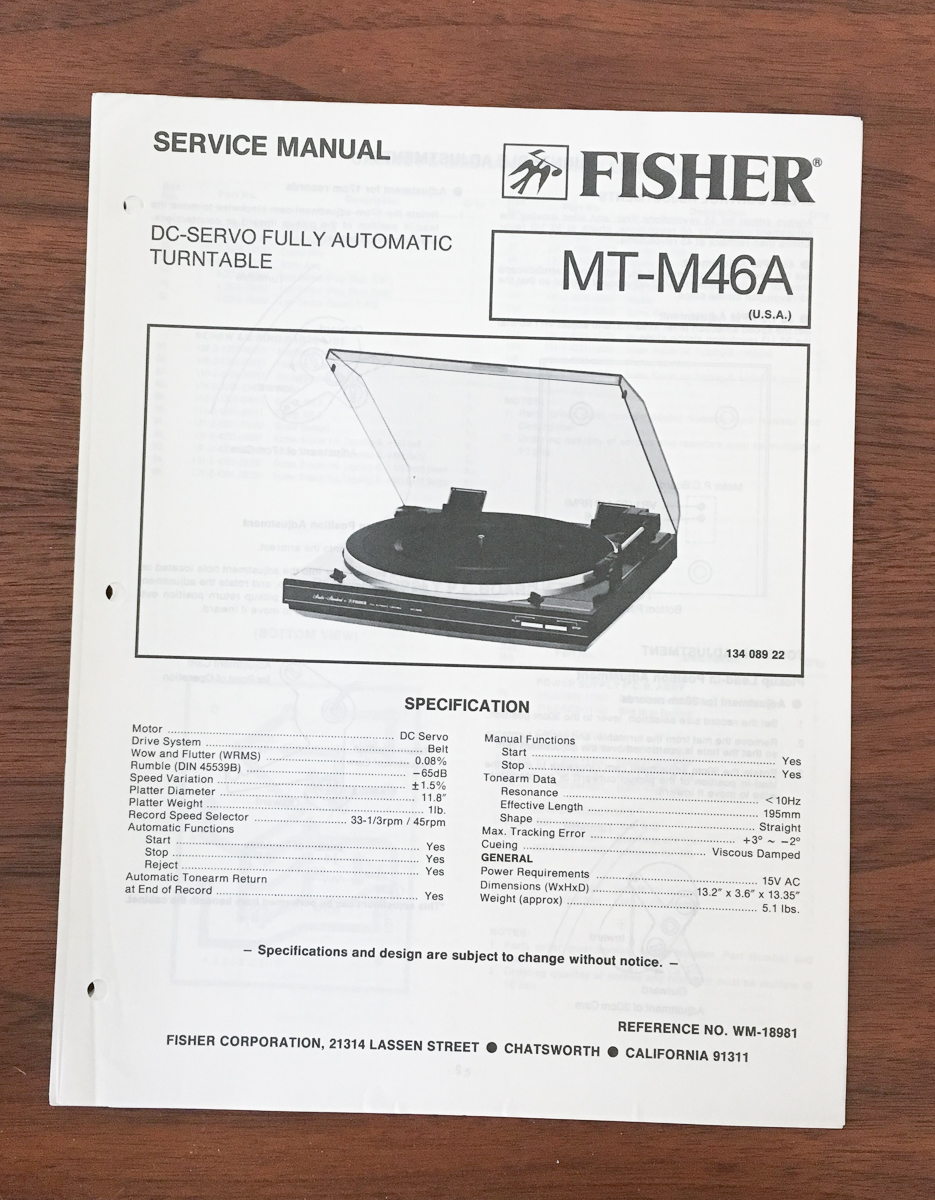 SERVICE MANUAL
FISHER®
DC-SERVO FULLY AUTOMATIC
TURNTABLE
MT-M46A
(U.S.A.)
134 089 22
SPECIFICATION
Motor ........ DC Servo
Drive System ........ Belt
Wow and Flutter (WRMS) ........ 0.08%
Rumble (DIN 45539B) ........ −65dB
Speed Variation ........ ±1.5%
Platter Diameter ........ 11.8"
Platter Weight ........ 1lb.
Record Speed Selector ........ 33-1/3rpm / 45rpm
Automatic Functions
Start ........ Yes
Stop ........ Yes
Reject ........ Yes
Automatic Tonearm Return
at End of Record ........ Yes
Manual Functions
Start ........ Yes
Stop ........ Yes
Tonearm Data
Resonance ........ <10Hz
Effective Length ........ 195mm
Shape ........ Straight
Max. Tracking Error ........ +3° ~ −2°
Cueing ........ Viscous Damped
GENERAL
Power Requirements ........ 15V AC
Dimensions (WxHxD) ........ 13.2" x 3.6" x 13.35"
Weight (approx) ........ 5.1 lbs.
– Specifications and design are subject to change without notice. –
REFERENCE NO. WM-18981
FISHER CORPORATION, 21314 LASSEN STREET ● CHATSWORTH ● CALIFORNIA 91311